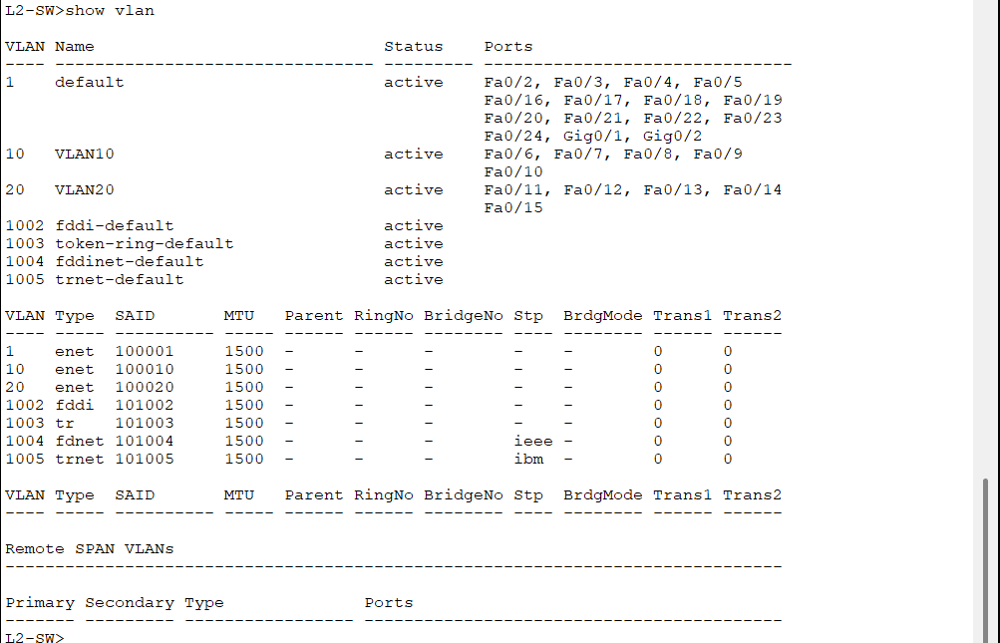 L2-SW>show vlan
VLAN Name                             Status    Ports
---- -------------------------------- --------- -------------------------------
1    default                          active    Fa0/2, Fa0/3, Fa0/4, Fa0/5
                                                Fa0/16, Fa0/17, Fa0/18, Fa0/19
                                                Fa0/20, Fa0/21, Fa0/22, Fa0/23
                                                Fa0/24, Gig0/1, Gig0/2
10   VLAN10                           active    Fa0/6, Fa0/7, Fa0/8, Fa0/9
                                                Fa0/10
20   VLAN20                           active    Fa0/11, Fa0/12, Fa0/13, Fa0/14
                                                Fa0/15
1002 fddi-default                     active
1003 token-ring-default               active
1004 fddinet-default                  active
1005 trnet-default                    active
VLAN Type  SAID       MTU   Parent RingNo BridgeNo Stp  BrdgMode Trans1 Trans2
---- ----- ---------- ----- ------ ------ -------- ---- -------- ------ ------
1    enet  100001     1500  -      -      -        -    -        0      0
10   enet  100010     1500  -      -      -        -    -        0      0
20   enet  100020     1500  -      -      -        -    -        0      0
1002 fddi  101002     1500  -      -      -        -    -        0      0
1003 tr    101003     1500  -      -      -        -    -        0      0
1004 fdnet 101004     1500  -      -      -        ieee -        0      0
1005 trnet 101005     1500  -      -      -        ibm  -        0      0
VLAN Type  SAID       MTU   Parent RingNo BridgeNo Stp  BrdgMode Trans1 Trans2
---- ----- ---------- ----- ------ ------ -------- ---- -------- ------ ------
Remote SPAN VLANs
------------------------------------------------------------------------------
Primary Secondary Type              Ports
------- --------- ----------------- ------------------------------------------
L2-SW>